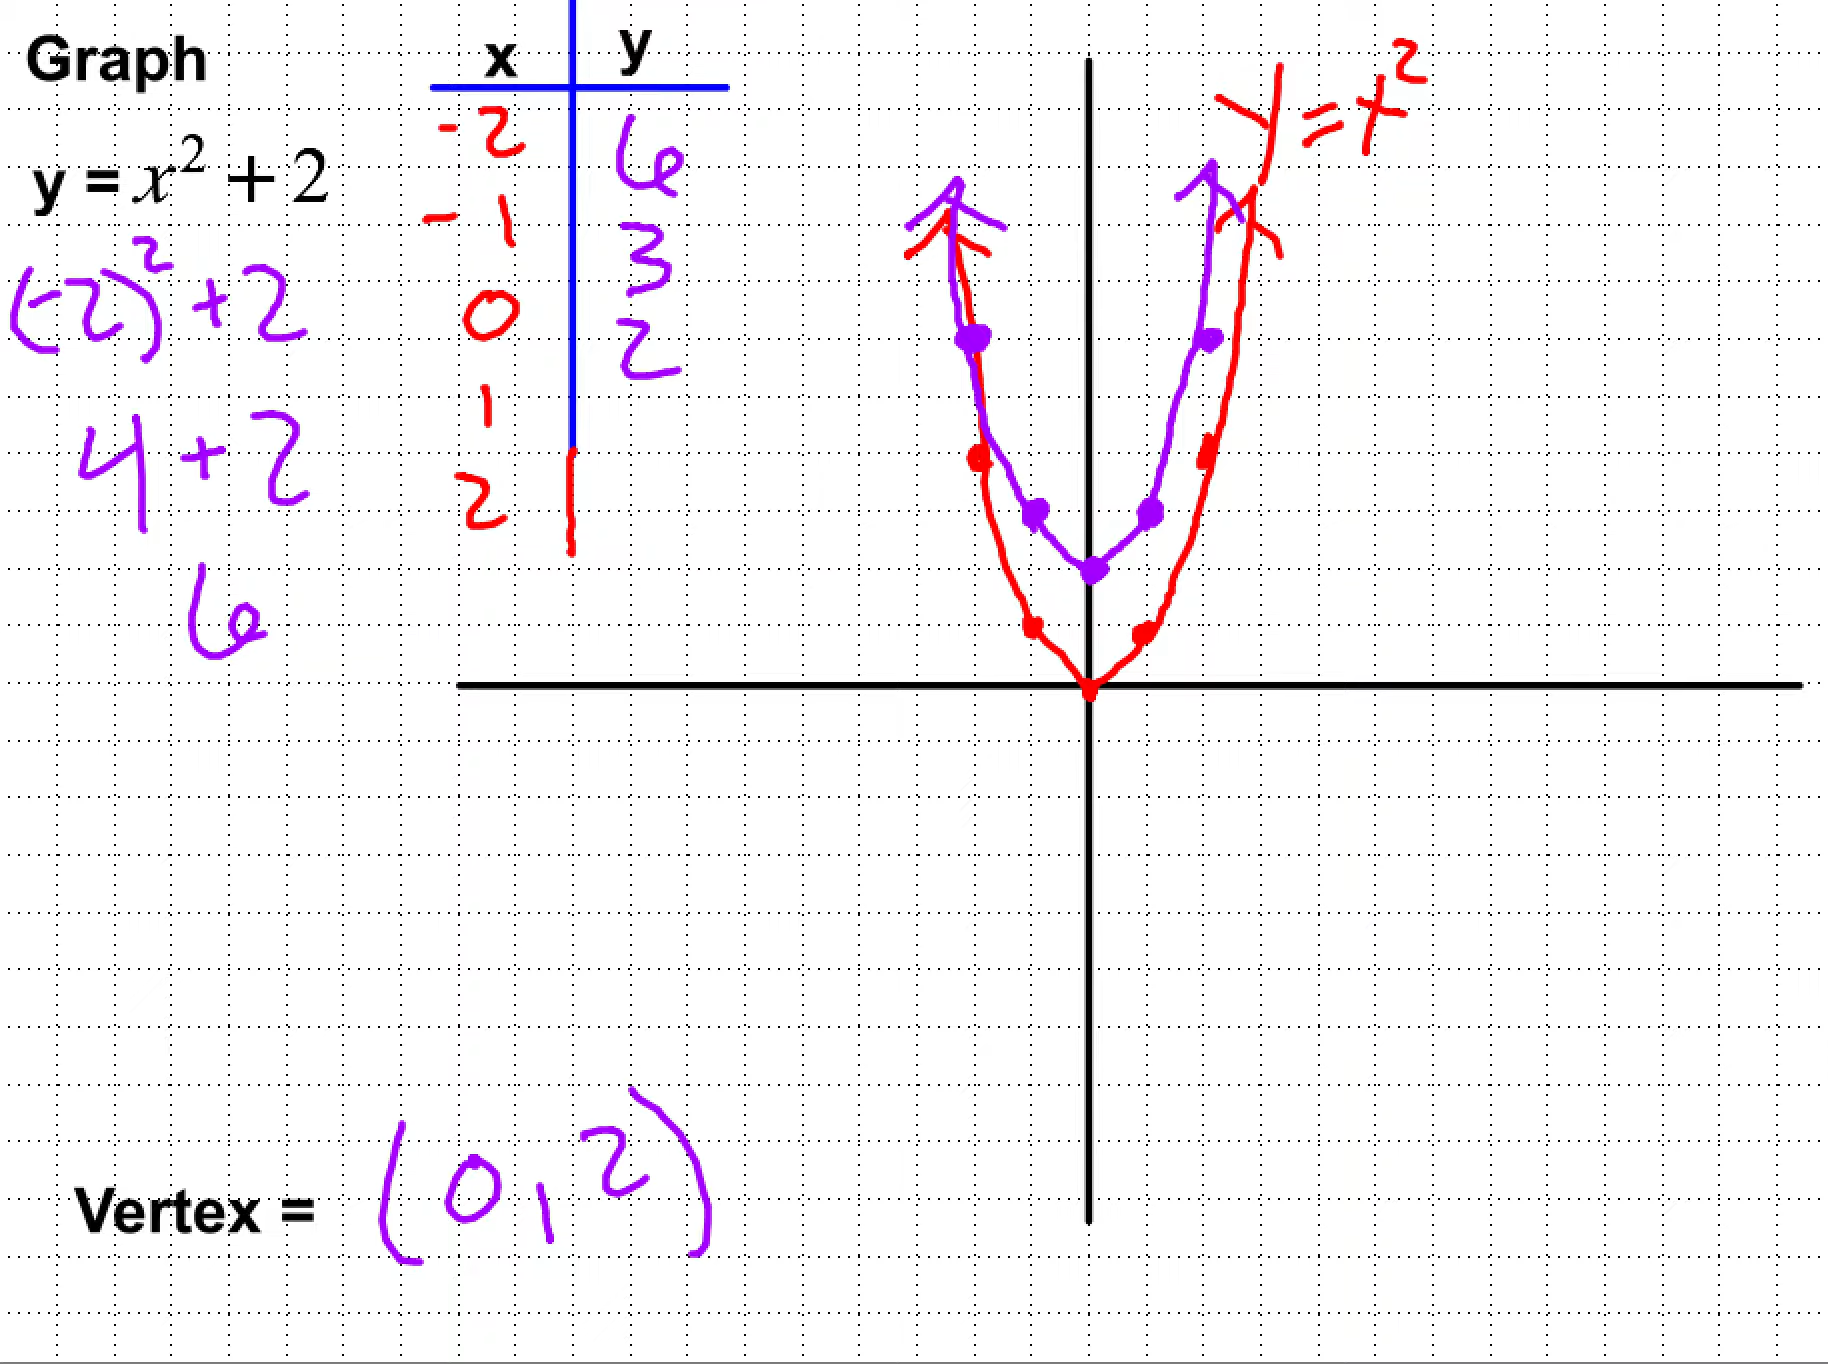 Graph
y = x² + 2
(-2)² + 2
4 + 2
6
x y
-2 6
-1 3
0 2
1
2
y = x²
Vertex = (0, 2)